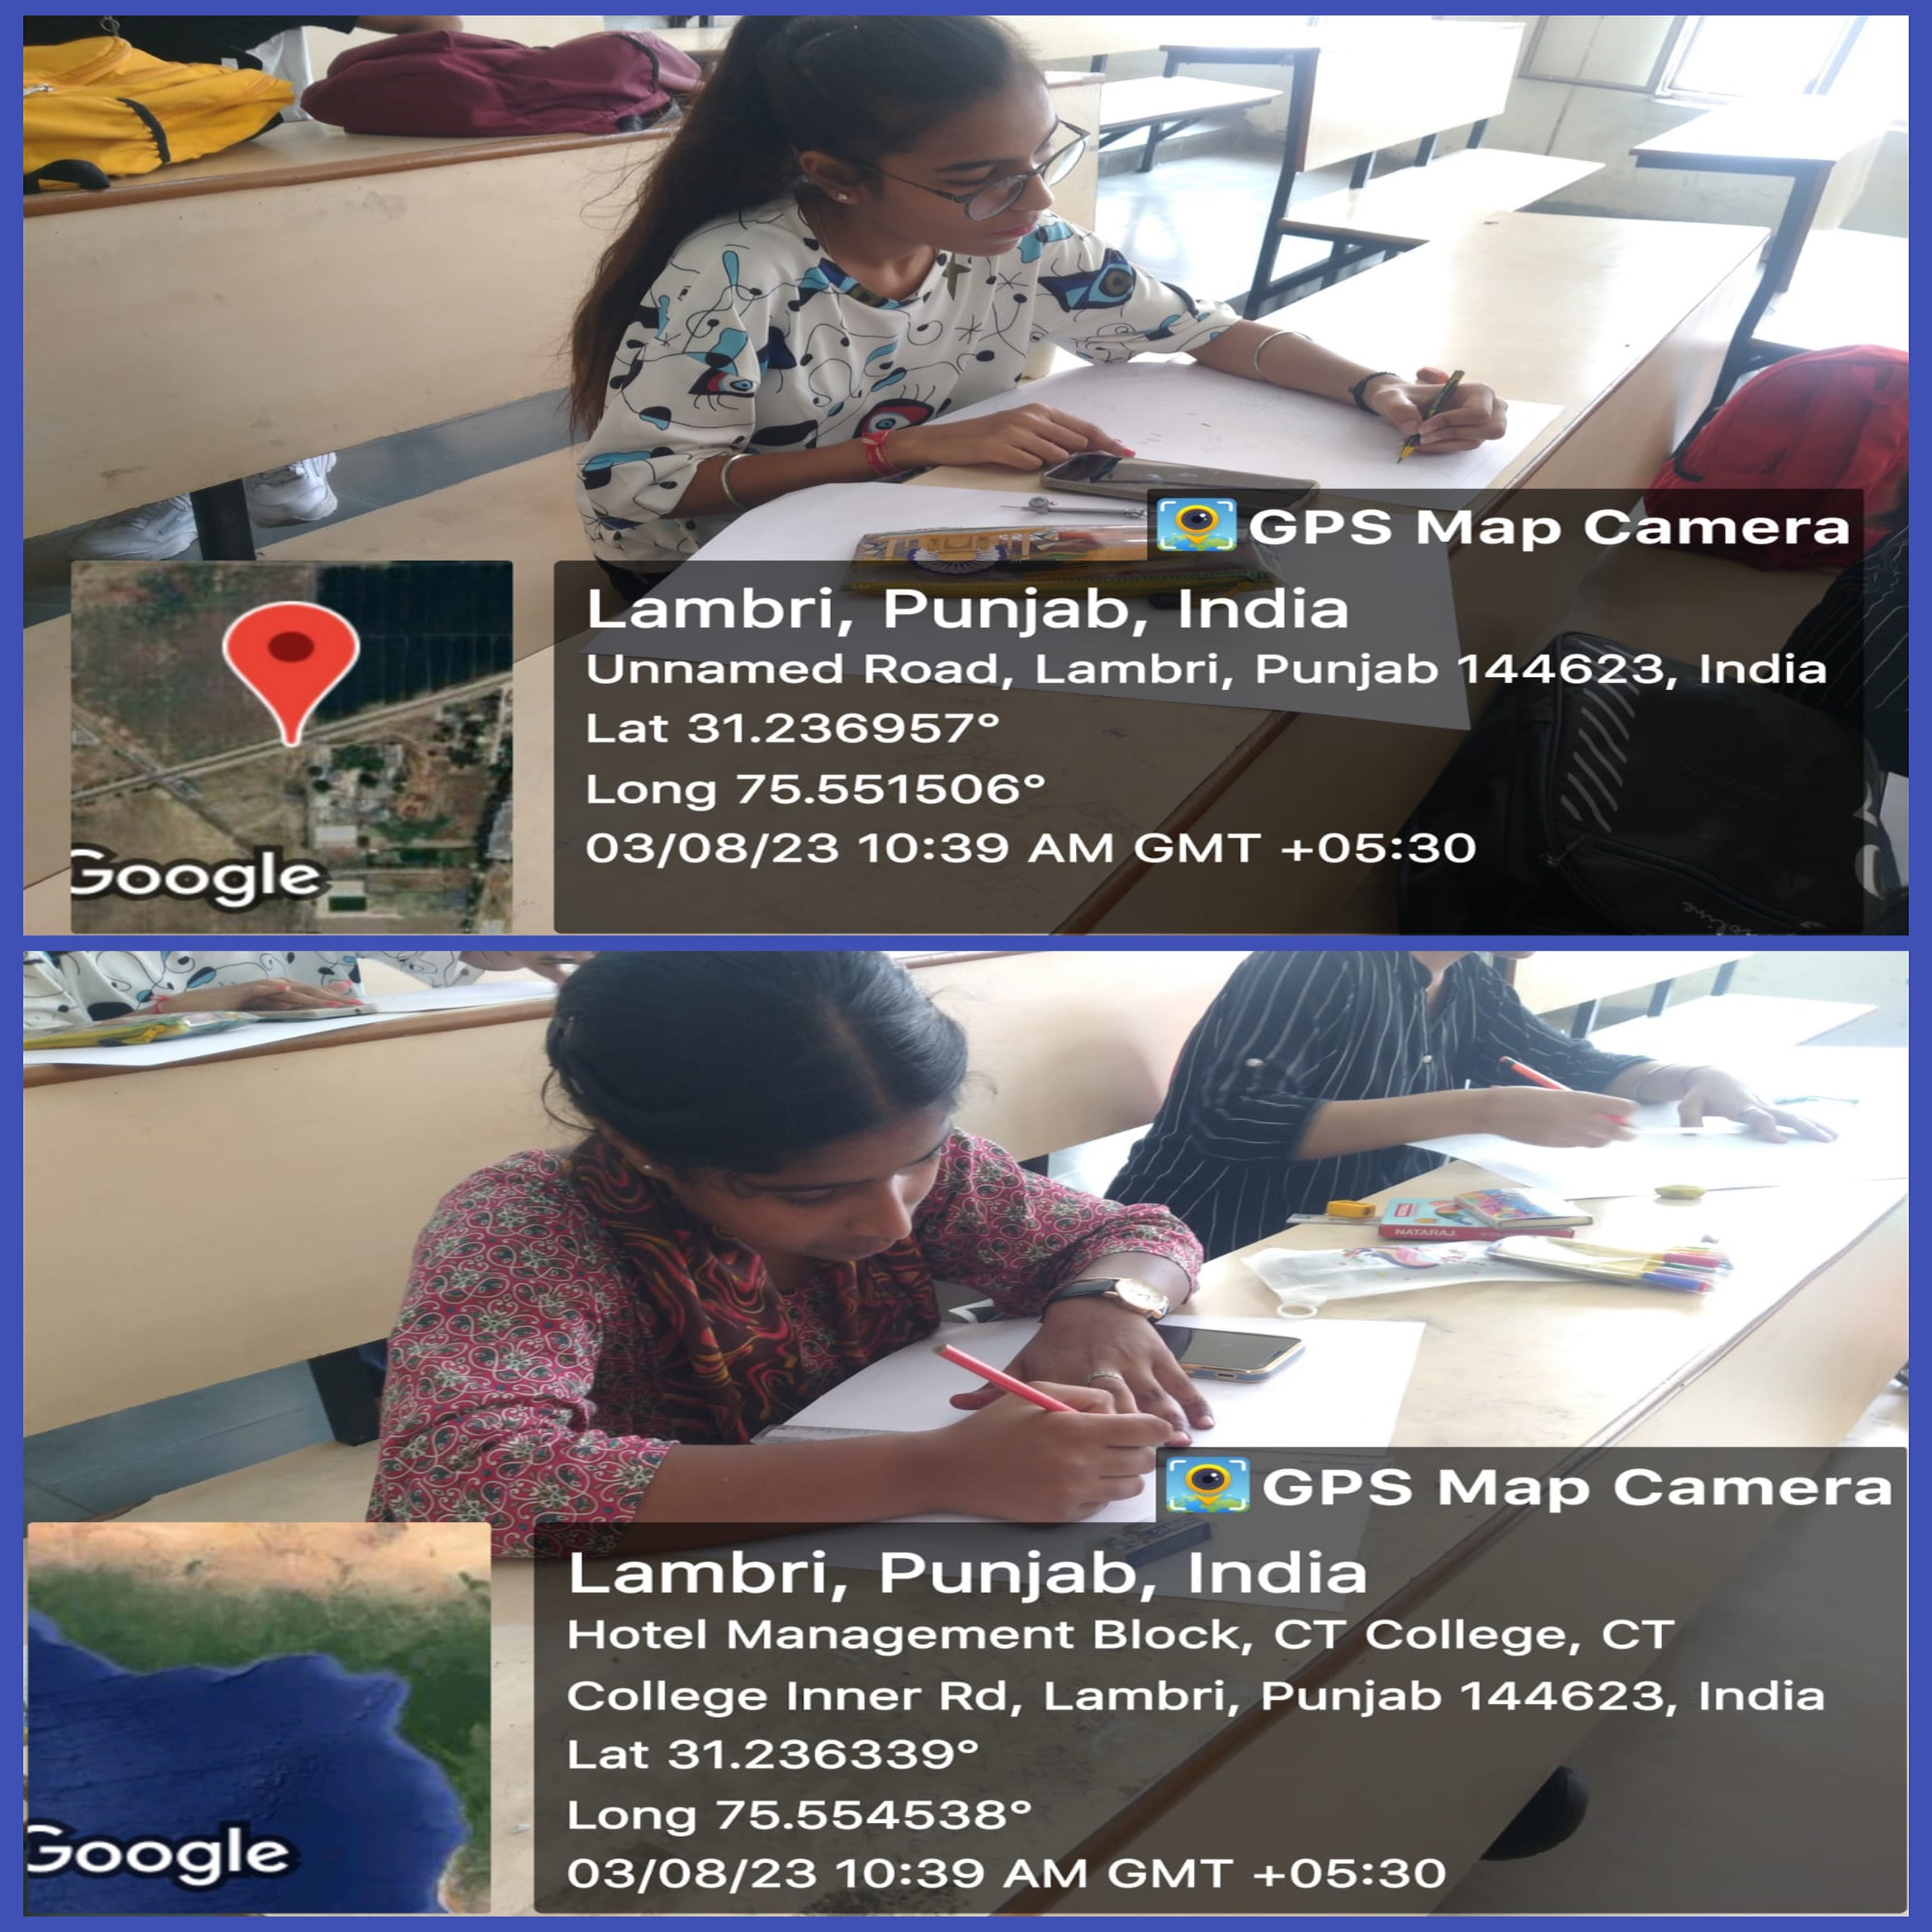 GPS Map Camera
Lambri, Punjab, India
Unnamed Road, Lambri, Punjab 144623, India
Lat 31.236957°
Long 75.551506°
03/08/23 10:39 AM GMT +05:30
Google
NATARAJ
GPS Map Camera
Lambri, Punjab, India
Hotel Management Block, CT College, CT
College Inner Rd, Lambri, Punjab 144623, India
Lat 31.236339°
Long 75.554538°
03/08/23 10:39 AM GMT +05:30
Google